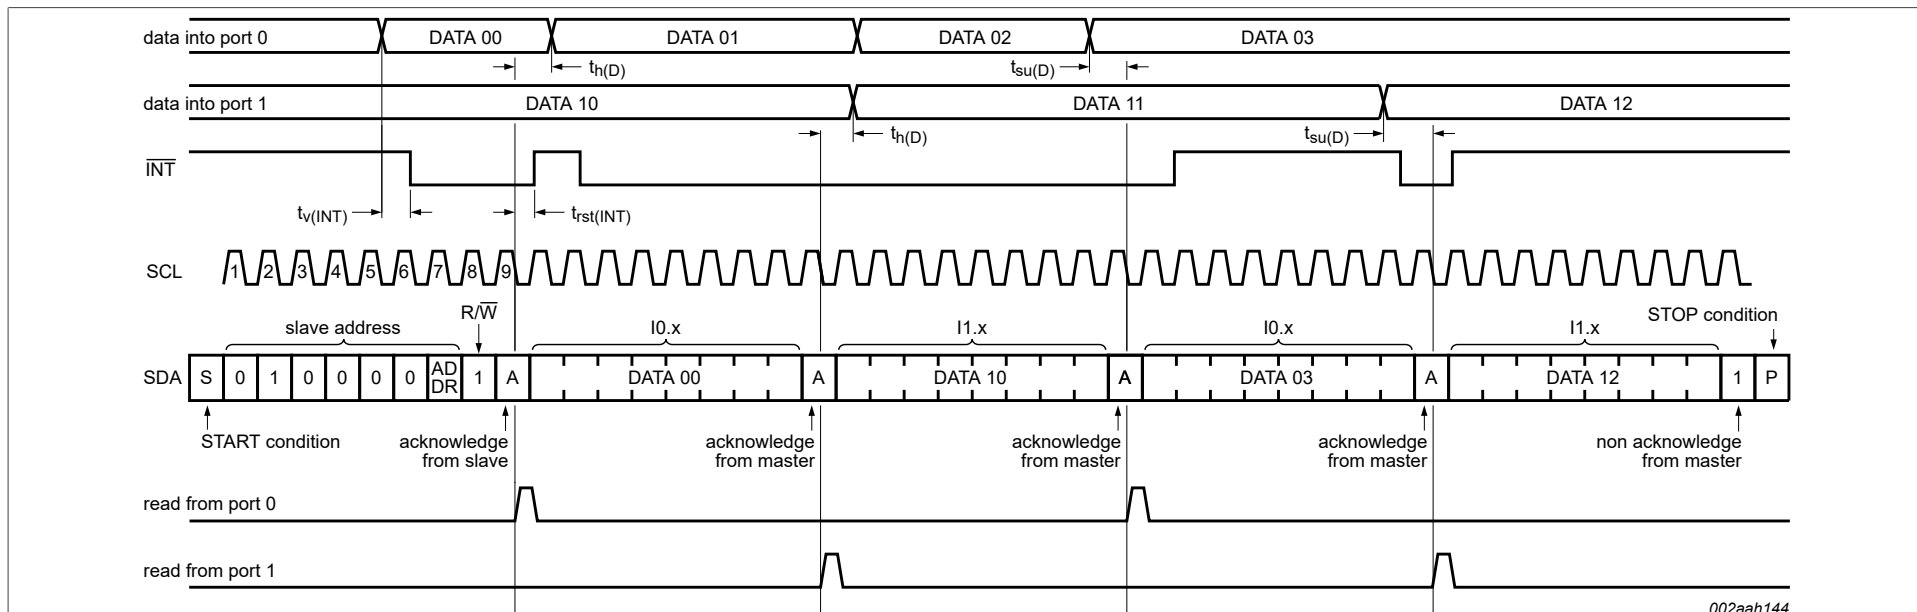 data into port 0 DATA 00 DATA 01 DATA 02 DATA 03
th(D) tsu(D)
data into port 1 DATA 10 DATA 11 DATA 12
th(D) tsu(D)
INT
tv(INT) trst(INT)
SCL 1 2 3 4 5 6 7 8 9
R/W
slave address I0.x I1.x I0.x I1.x STOP condition
SDA S 0 1 0 0 0 0 AD DR 1 A DATA 00 A DATA 10 A DATA 03 A DATA 12 1 P
START condition acknowledge from slave acknowledge from master acknowledge from master acknowledge from master non acknowledge from master
read from port 0
read from port 1
002aah144